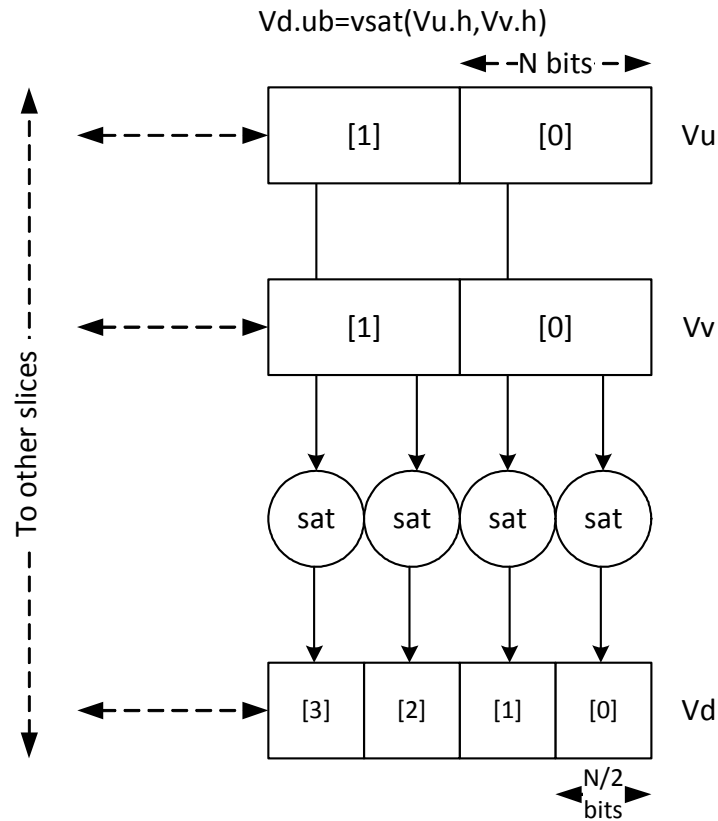 Vd.ub=vsat(Vu.h,Vv.h)
N bits
[1] [0] Vu
[1] [0] Vv
To other slices
sat sat sat sat
[3] [2] [1] [0] Vd
N/2
bits